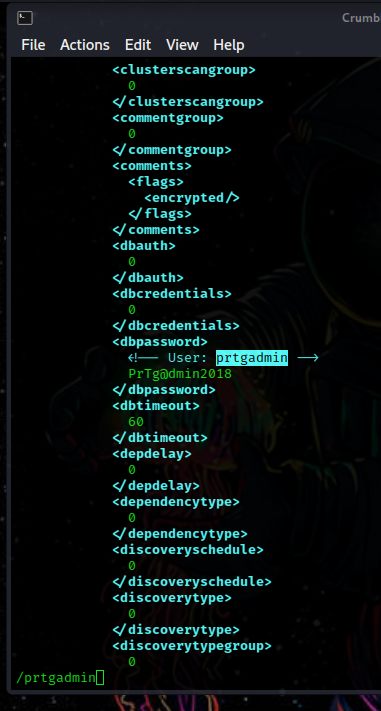 Crumb
File Actions Edit View Help
<clusterscangroup>
0
</clusterscangroup>
<commentgroup>
0
</commentgroup>
<comments>
<flags>
<encrypted/>
</flags>
</comments>
<dbauth>
0
</dbauth>
<dbcredentials>
0
</dbcredentials>
<dbpassword>
<!-- User: prtgadmin -->
PrTg@dmin2018
</dbpassword>
<dbtimeout>
60
</dbtimeout>
<depdelay>
0
</depdelay>
<dependencytype>
0
</dependencytype>
<discoveryschedule>
0
</discoveryschedule>
<discoverytype>
0
</discoverytype>
<discoverytypegroup>
0
/prtgadmin